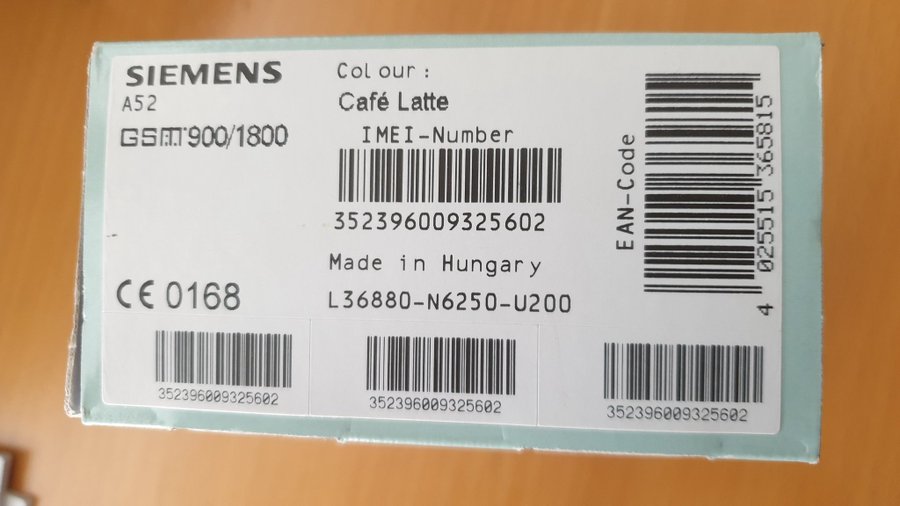 SIEMENS
A52
GSM 900/1800
Colour:
Café Latte
IMEI-Number
352396009325602
Made in Hungary
L36880-N6250-U200
CE 0168
EAN-Code
4 025515 365815
352396009325602
352396009325602
352396009325602